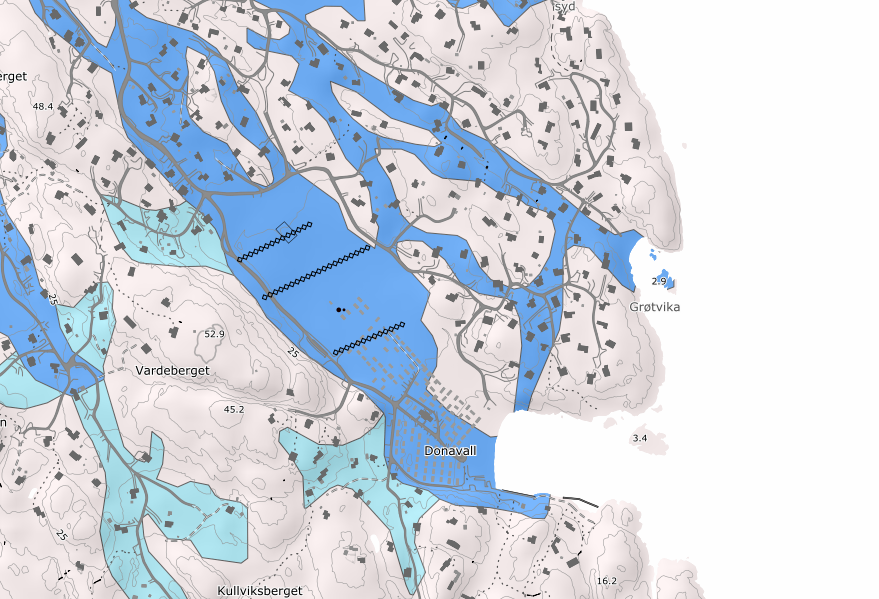 syd
erget
48.4
2.9
Grøtvika
25
52.9
25
Vardeberget
45.2
n
3.4
Donavall
25
16.2
Kullviksberget